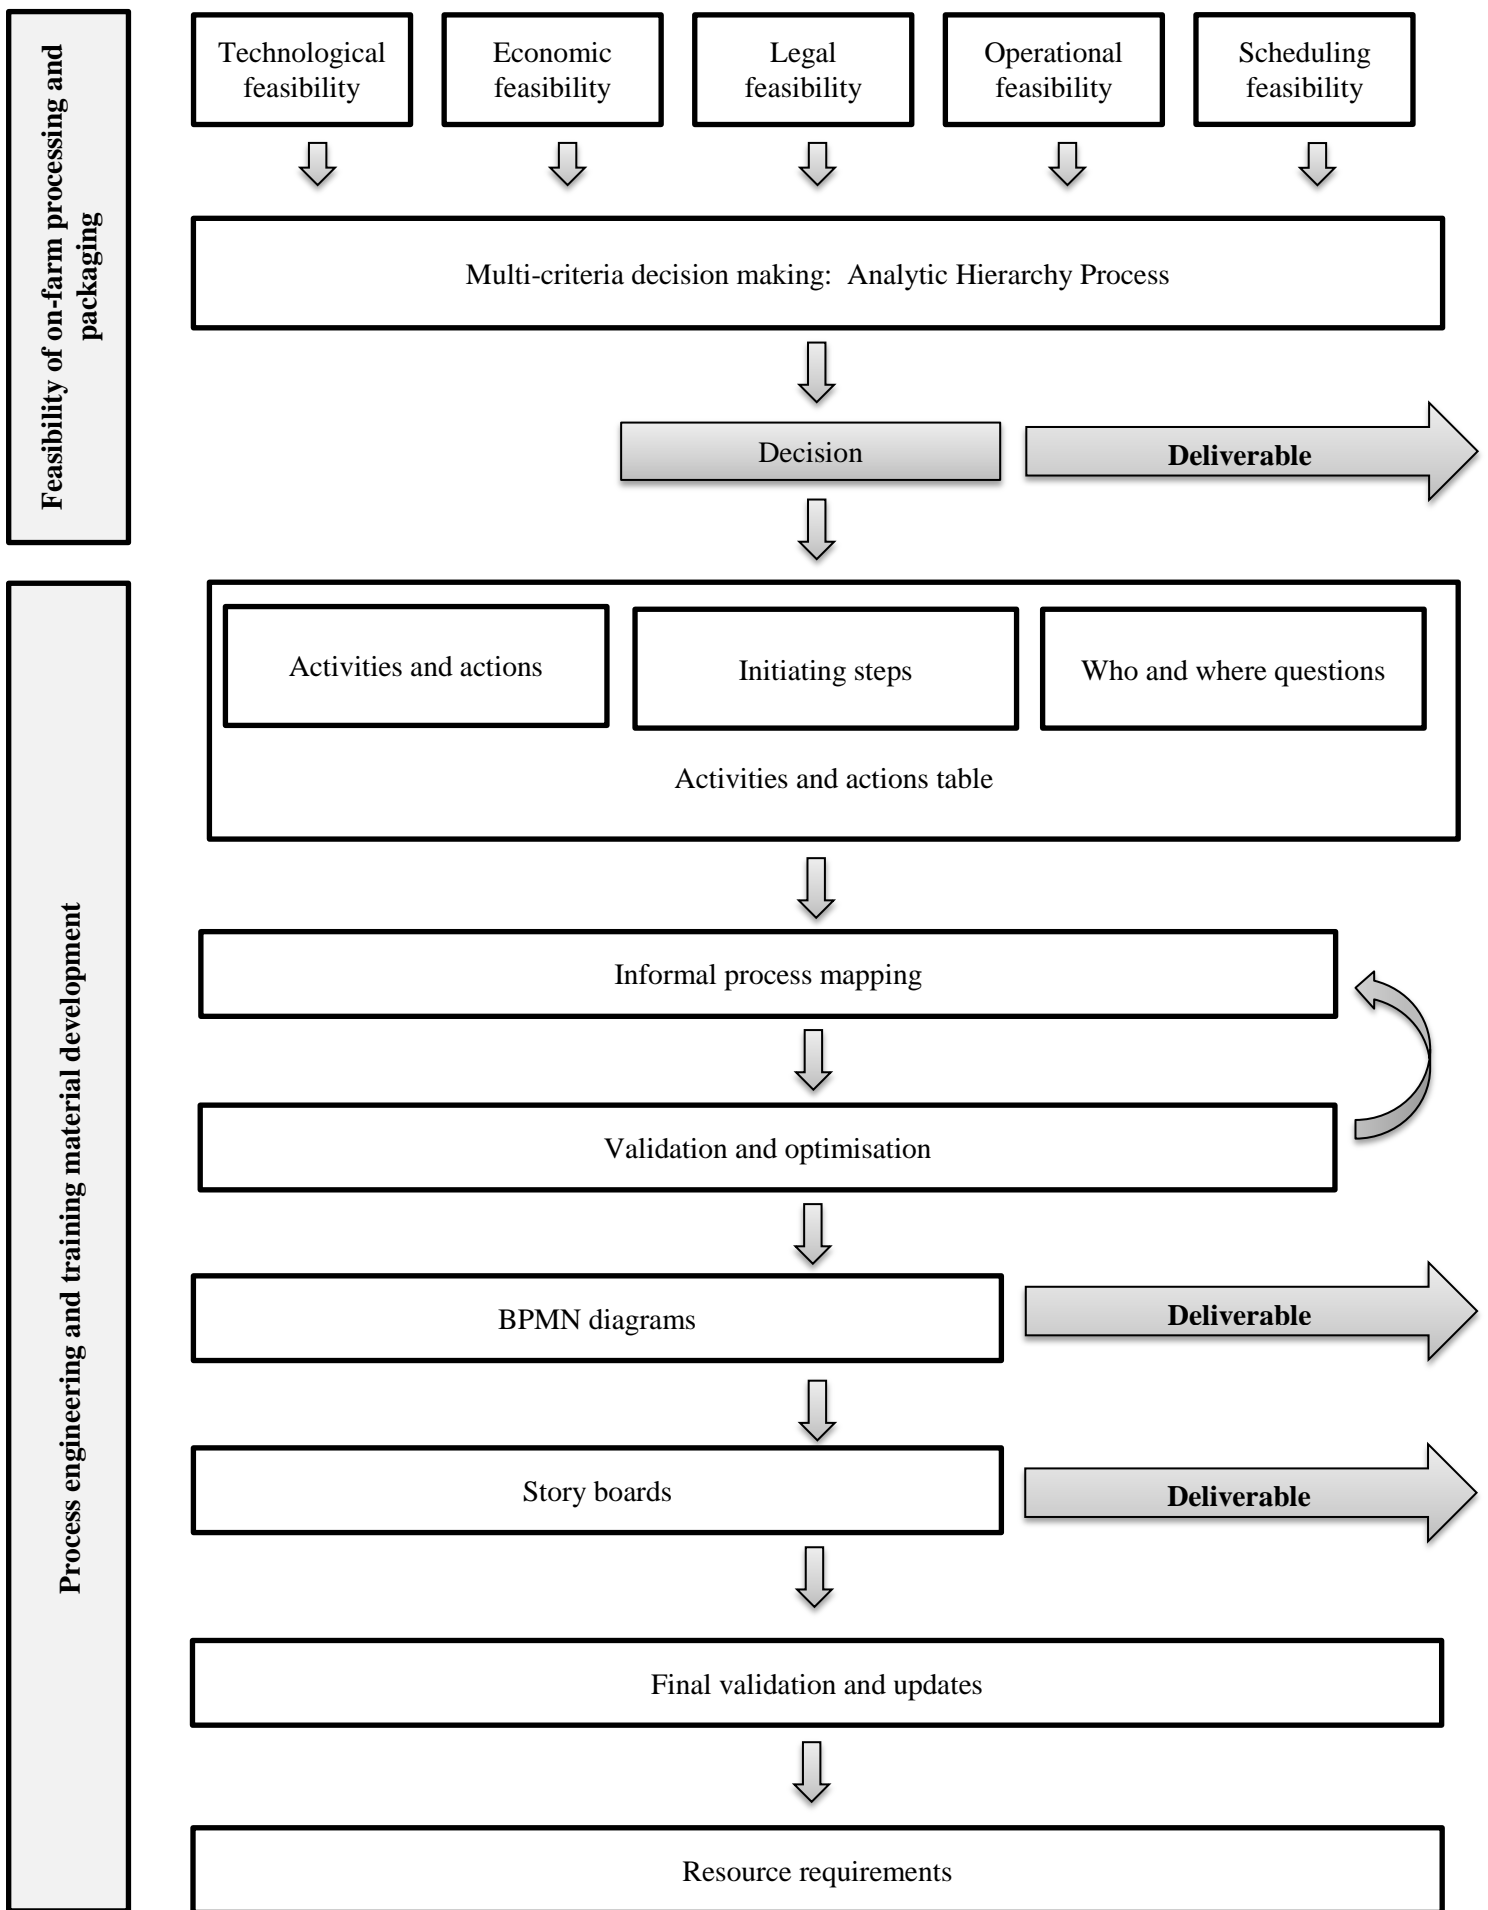 Feasibility of on-farm processing and
packaging
Technological
feasibility
Economic
feasibility
Legal
feasibility
Operational
feasibility
Scheduling
feasibility
Multi-criteria decision making:  Analytic Hierarchy Process
Decision
Deliverable
Process engineering and training material development
Activities and actions
Initiating steps
Who and where questions
Activities and actions table
Informal process mapping
Validation and optimisation
BPMN diagrams
Deliverable
Story boards
Deliverable
Final validation and updates
Resource requirements